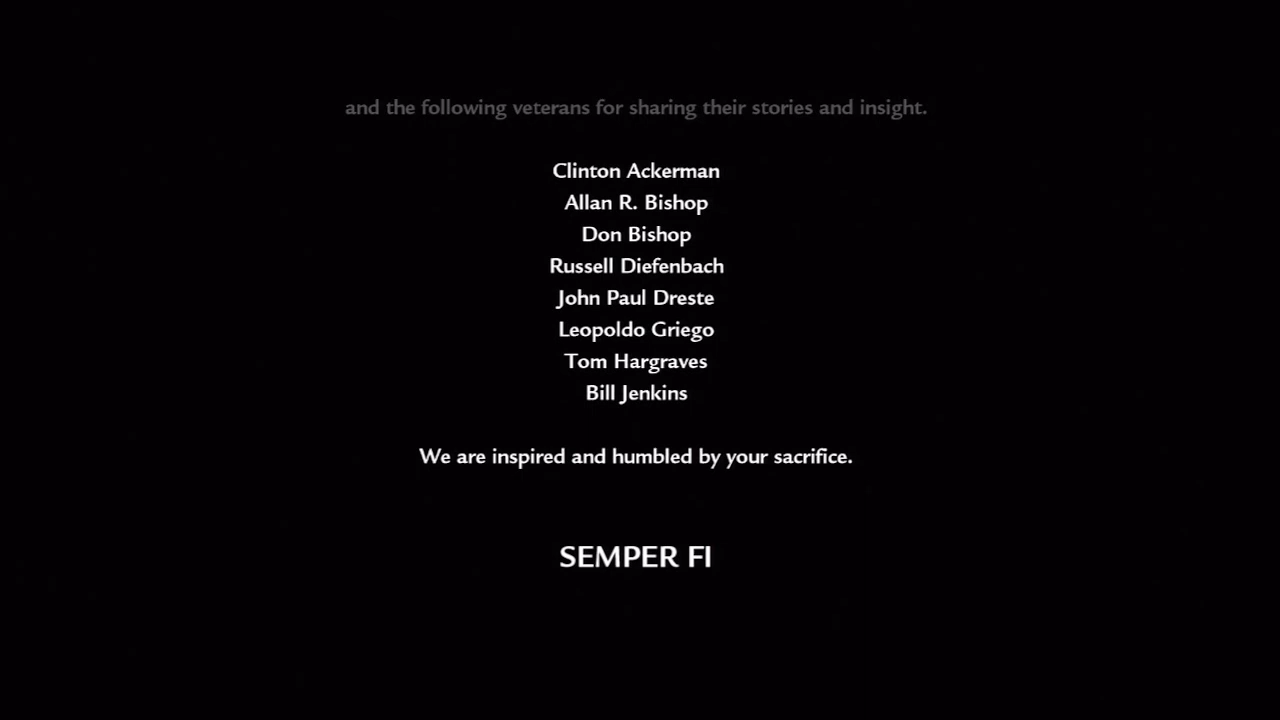 and the following veterans for sharing their stories and insight.
Clinton Ackerman
Allan R. Bishop
Don Bishop
Russell Diefenbach
John Paul Dreste
Leopoldo Griego
Tom Hargraves
Bill Jenkins
We are inspired and humbled by your sacrifice.
SEMPER FI